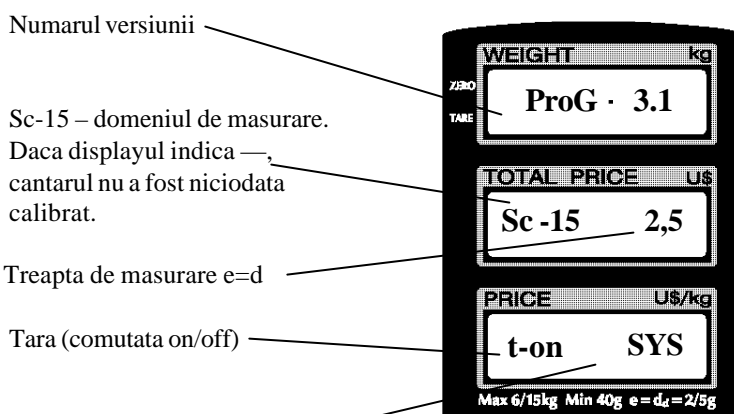 Numarul versiunii
WEIGHT kg
ZERO
TARE
ProG · 3.1
Sc-15 – domeniul de masurare.
Daca displayul indica —,
cantarul nu a fost niciodata
calibrat.
TOTAL PRICE U$
Sc -15 2,5
Treapta de masurare e=d
PRICE U$/kg
Tara (comutata on/off)
t-on SYS
Max 6/15kg Min 40g e = dd = 2/5g